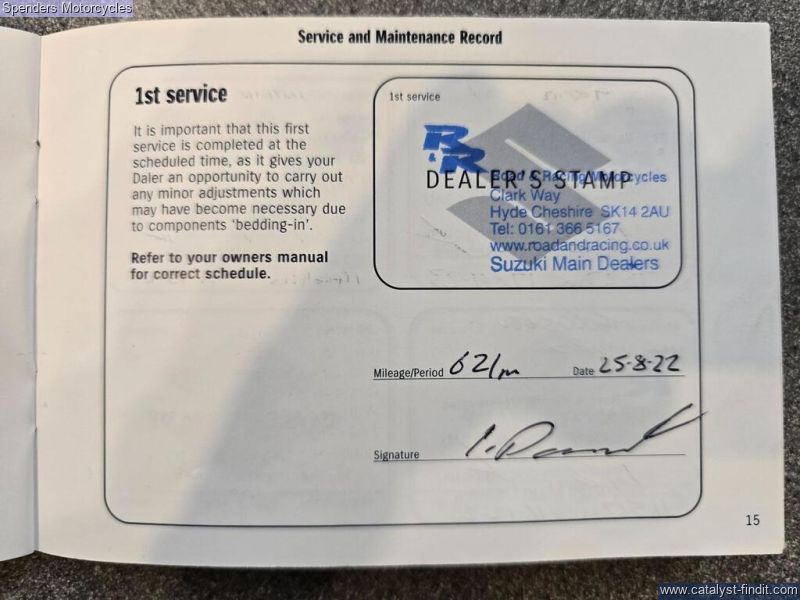 Spenders Motorcycles
Service and Maintenance Record
1st service
It is important that this first
service is completed at the
scheduled time, as it gives your
Daler an opportunity to carry out
any minor adjustments which
may have become necessary due
to components 'bedding-in'.
Refer to your owners manual
for correct schedule.
1st service
R
& R
DEALER'S STAMP
Road & Racing Motorcycles
Clark Way
Hyde Cheshire SK14 2AU
Tel: 0161 366 5167
www.roadandracing.co.uk
Suzuki Main Dealers
Mileage/Period 621m Date 25-8-22
Signature
15
www.catalyst-findit.com